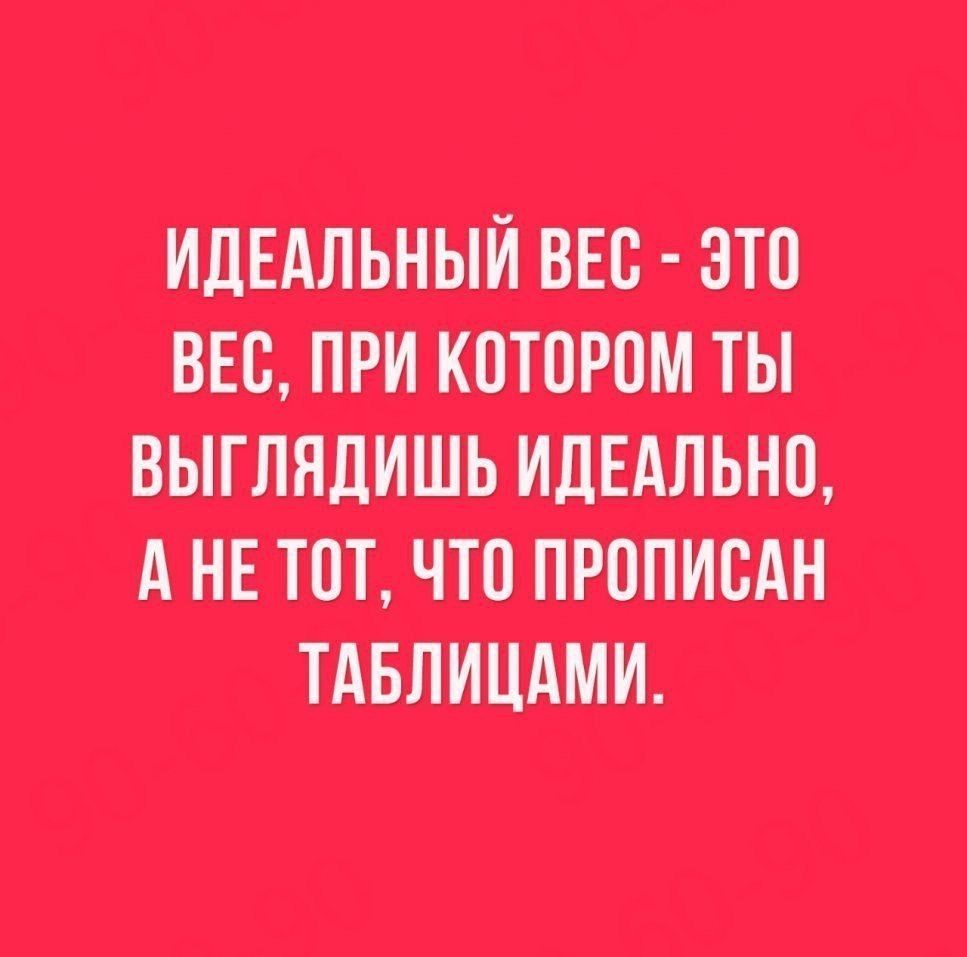 ИДЕАЛЬНЫЙ ВЕС - ЭТО
ВЕС, ПРИ КОТОРОМ ТЫ
ВЫГЛЯДИШЬ ИДЕАЛЬНО,
А НЕ ТОТ, ЧТО ПРОПИСАН
ТАБЛИЦАМИ.